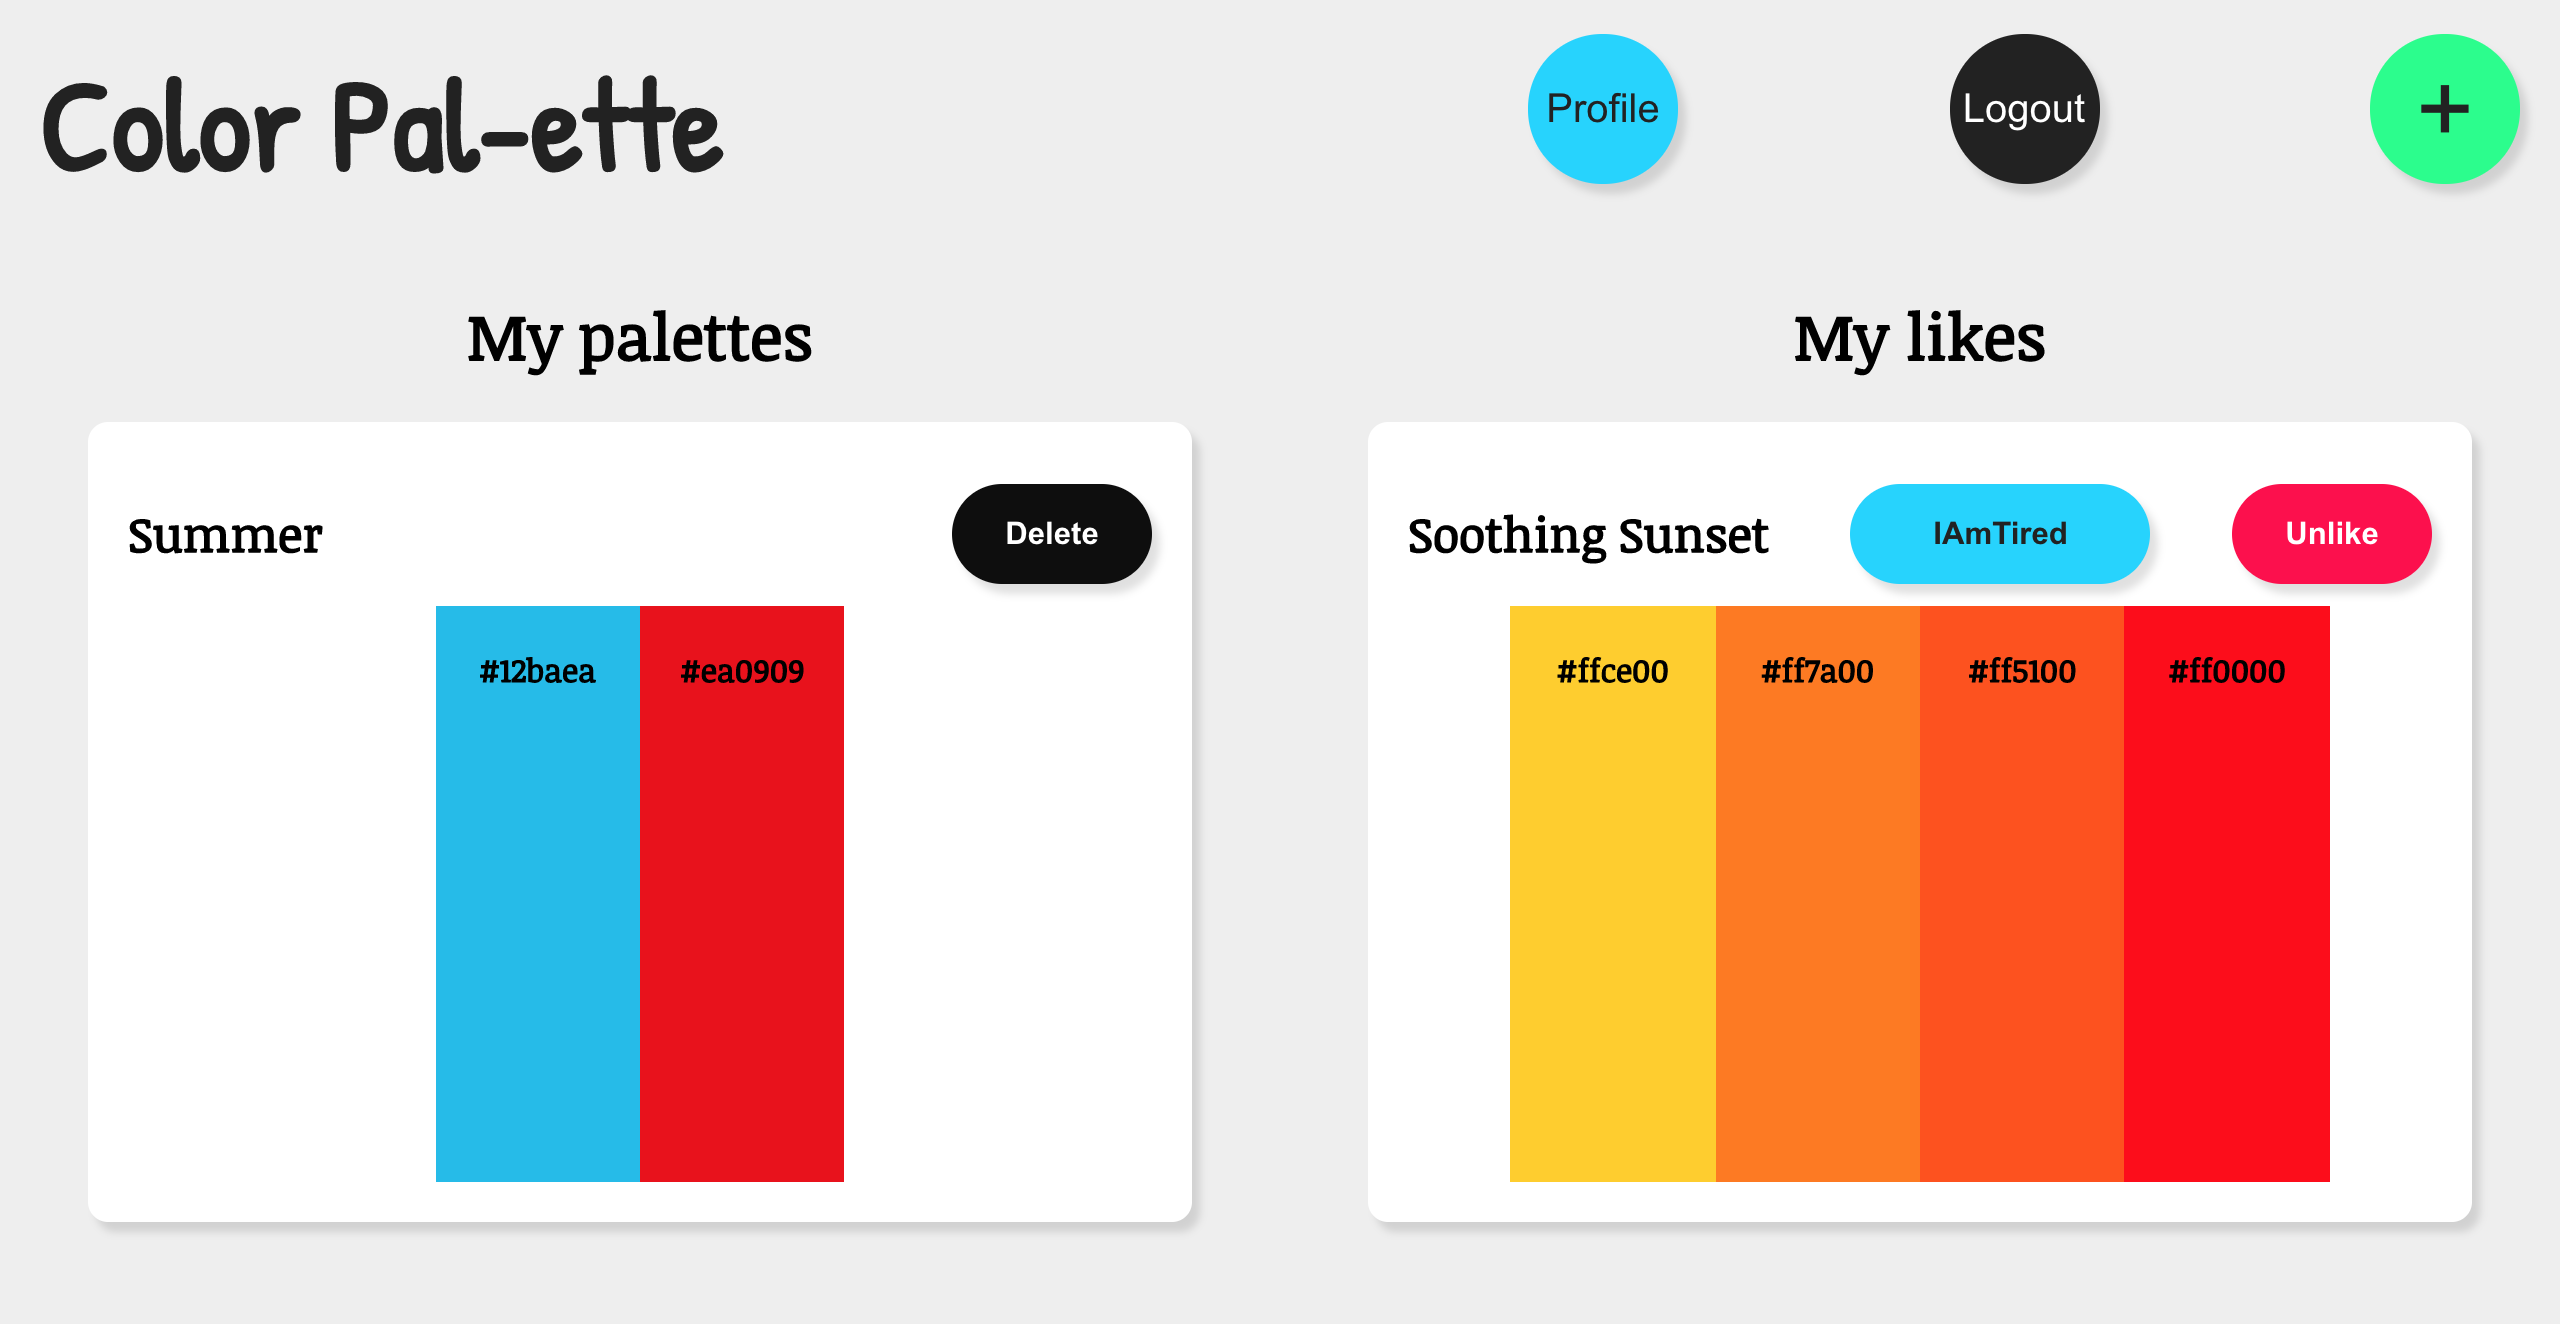 Color Pal-ette
Profile
Logout
+
My palettes
Summer
Delete
#12baea
#ea0909
My likes
Soothing Sunset
IAmTired
Unlike
#ffce00
#ff7a00
#ff5100
#ff0000